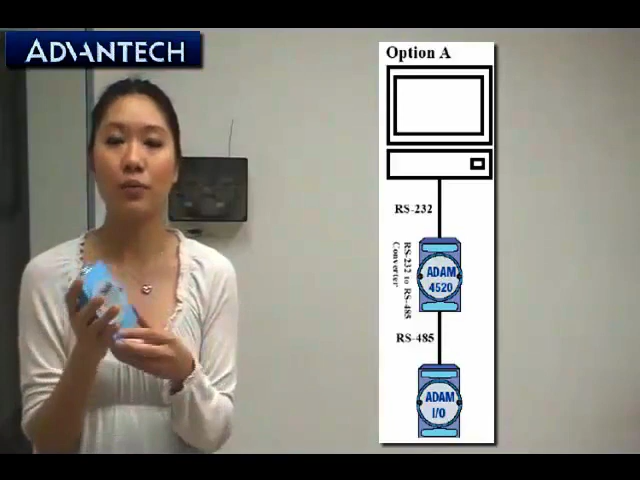 ADVANTECH
Option A
RS-232
RS-232 to RS-485
Converter
ADAM
4520
RS-485
ADAM
I/O